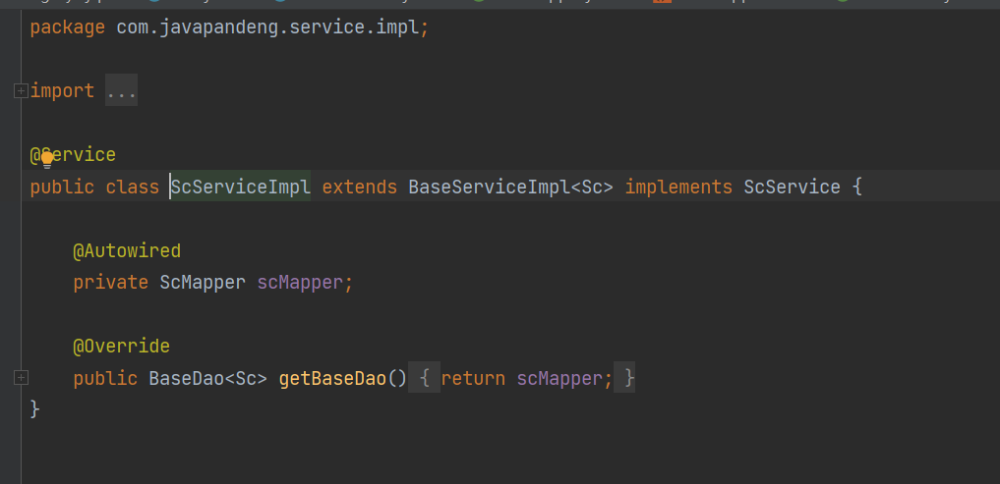 package com.javapandeng.service.impl;
import ...
@Service
public class ScServiceImpl extends BaseServiceImpl<Sc> implements ScService {
@Autowired
private ScMapper scMapper;
@Override
public BaseDao<Sc> getBaseDao() { return scMapper; }
}